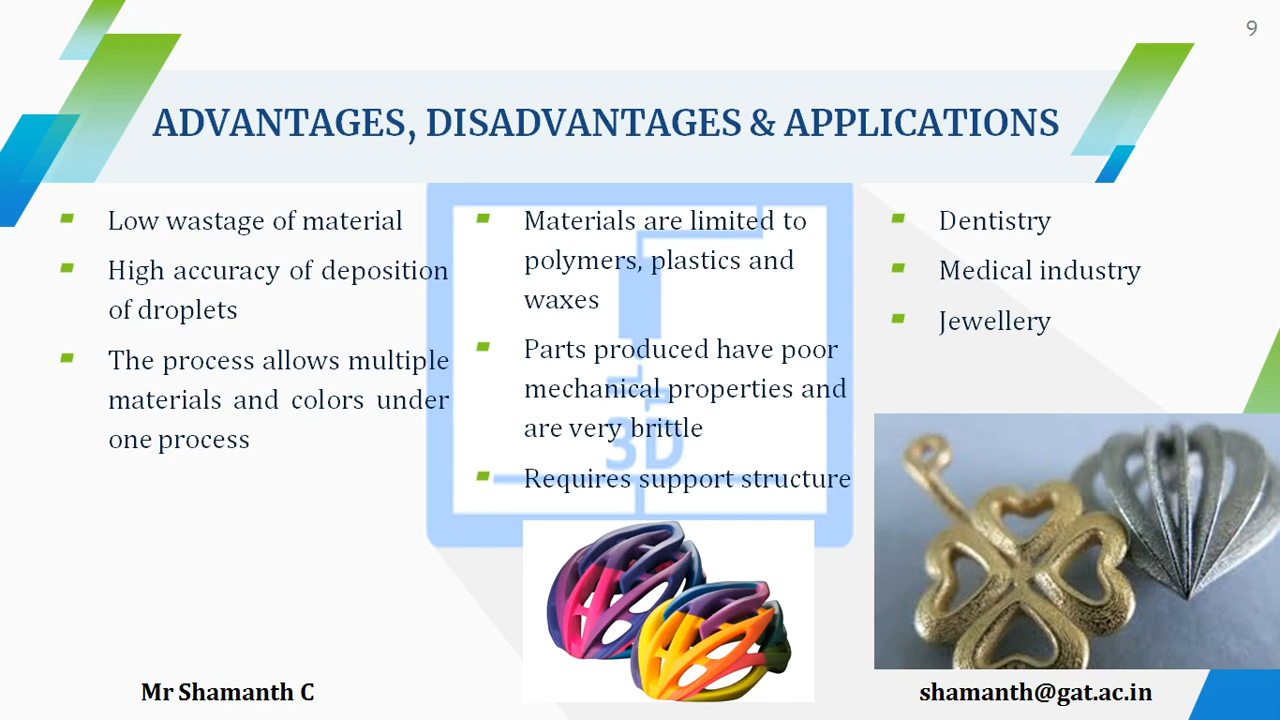 9
ADVANTAGES, DISADVANTAGES & APPLICATIONS
Low wastage of material
High accuracy of deposition
of droplets
The process allows multiple
materials and colors under
one process
Materials are limited to
polymers, plastics and
waxes
Parts produced have poor
mechanical properties and
are very brittle
Requires support structure
Dentistry
Medical industry
Jewellery
3D
Mr Shamanth C
shamanth@gat.ac.in